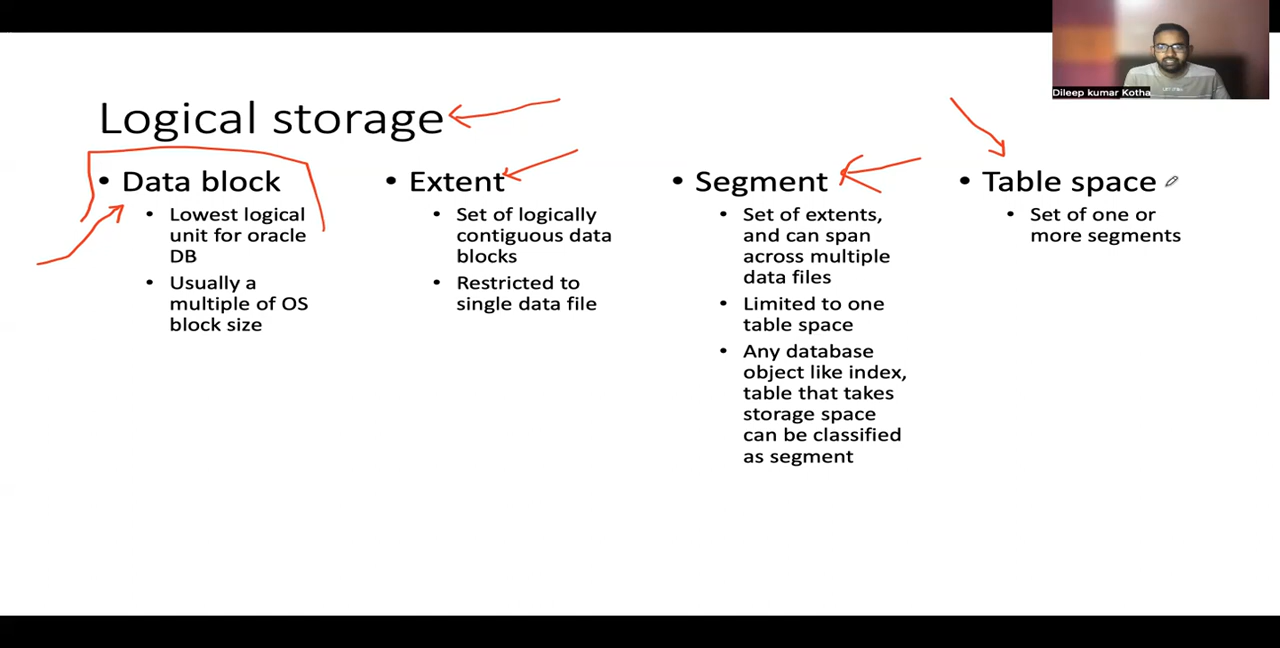 Dileep kumar Kotha
Logical storage
• Data block
• Lowest logical
unit for oracle
DB
• Usually a
multiple of OS
block size
• Extent
• Set of logically
contiguous data
blocks
• Restricted to
single data file
• Segment
• Set of extents,
and can span
across multiple
data files
• Limited to one
table space
• Any database
object like index,
table that takes
storage space
can be classified
as segment
• Table space
• Set of one or
more segments